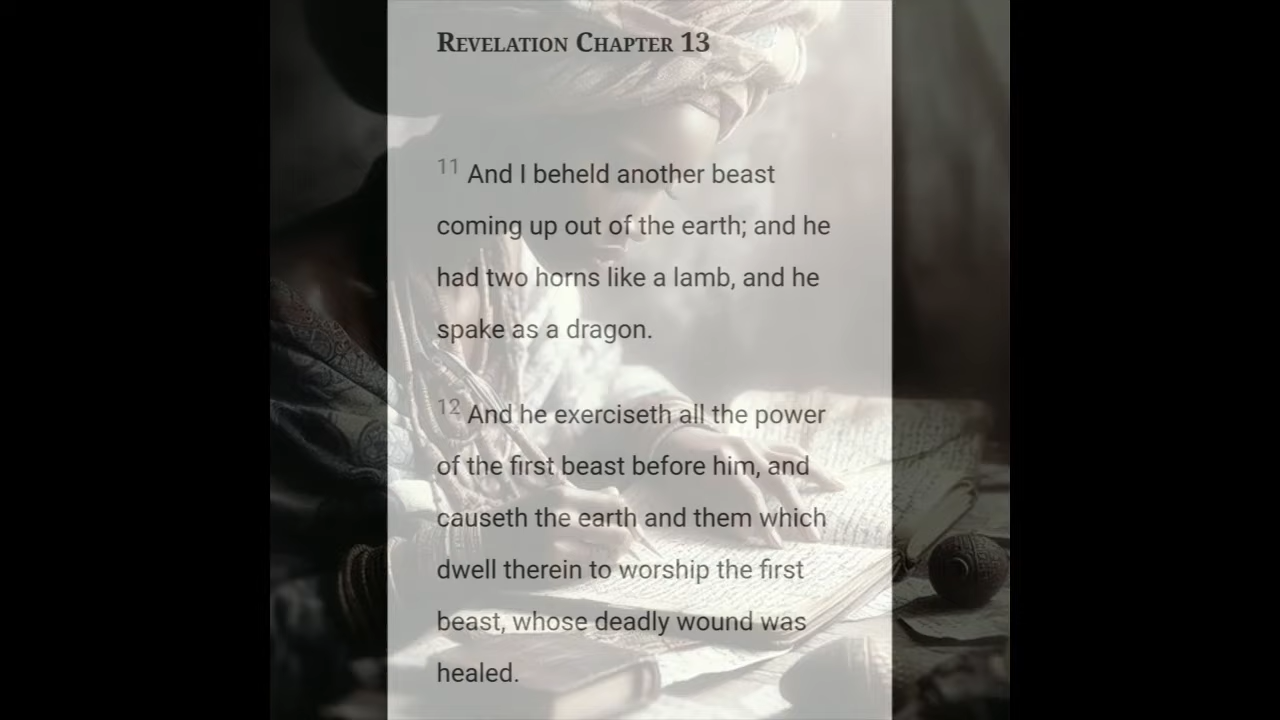 Revelation Chapter 13
11 And I beheld another beast
coming up out of the earth; and he
had two horns like a lamb, and he
spake as a dragon.
12 And he exerciseth all the power
of the first beast before him, and
causeth the earth and them which
dwell therein to worship the first
beast, whose deadly wound was
healed.